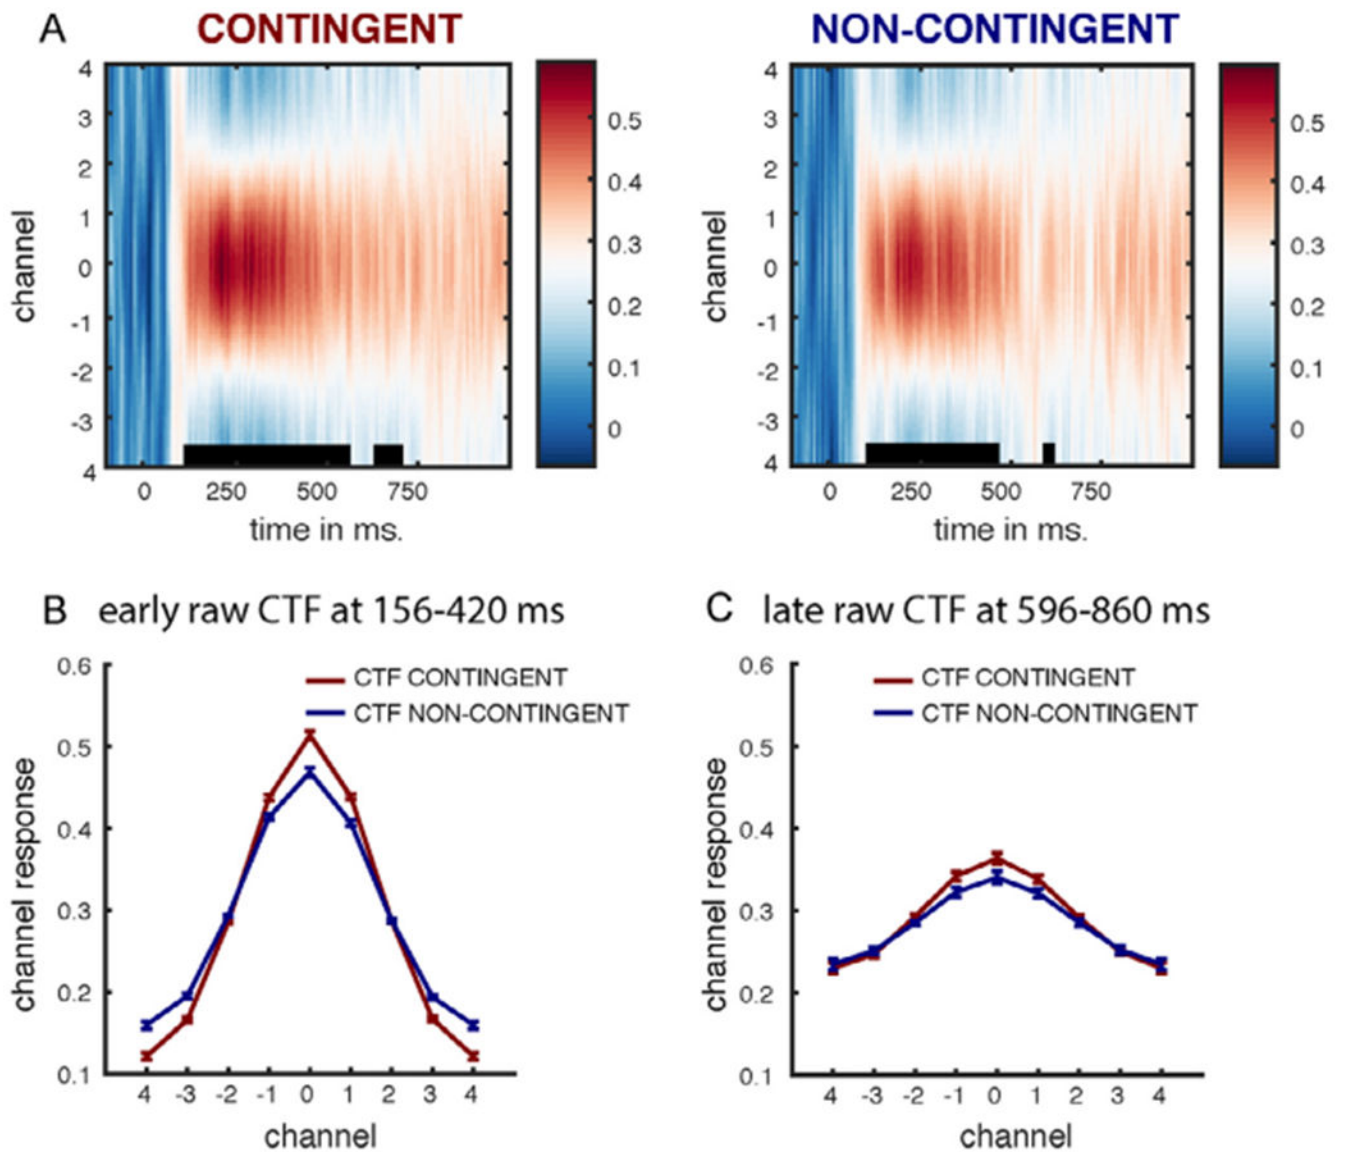 A
CONTINGENT
NON-CONTINGENT
4
3
2
1
0
-1
-2
-3
4
channel
0 250 500 750
time in ms.
0.5
0.4
0.3
0.2
0.1
0
4
3
2
1
0
-1
-2
-3
4
channel
0 250 500 750
time in ms.
0.5
0.4
0.3
0.2
0.1
0
B early raw CTF at 156-420 ms
0.6
0.5
0.4
0.3
0.2
0.1
channel response
CTF CONTINGENT
CTF NON-CONTINGENT
4 -3 -2 -1 0 1 2 3 4
channel
C late raw CTF at 596-860 ms
0.6
0.5
0.4
0.3
0.2
0.1
channel response
CTF CONTINGENT
CTF NON-CONTINGENT
4 -3 -2 -1 0 1 2 3 4
channel